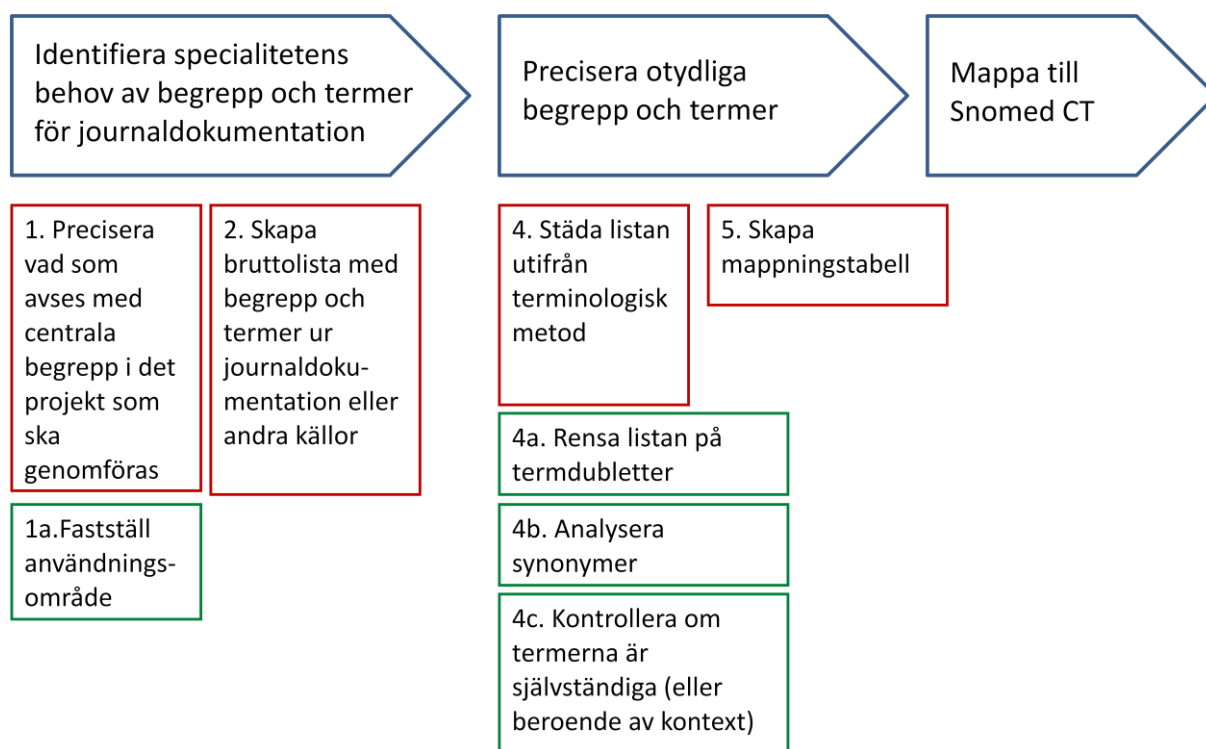 Identifiera specialitetens
behov av begrepp och termer
för journaldokumentation
Precisera otydliga
begrepp och termer
Mappa till
Snomed CT
1. Precisera
vad som
avses med
centrala
begrepp i det
projekt som
ska
genomföras
2. Skapa
bruttolista med
begrepp och
termer ur
journaldoku-
mentation eller
andra källor
1a.Fastställ
användnings-
område
4. Städa listan
utifrån
terminologisk
metod
5. Skapa
mappningstabell
4a. Rensa listan på
termdubletter
4b. Analysera
synonymer
4c. Kontrollera om
termerna är
självständiga (eller
beroende av kontext)